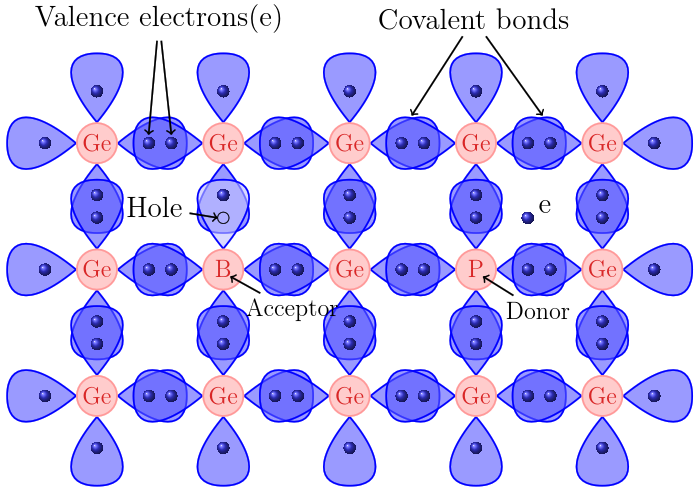 Valence electrons(e)
Covalent bonds
Ge Ge Ge Ge Ge
Hole
e
Ge B Ge P Ge
Acceptor
Donor
Ge Ge Ge Ge Ge